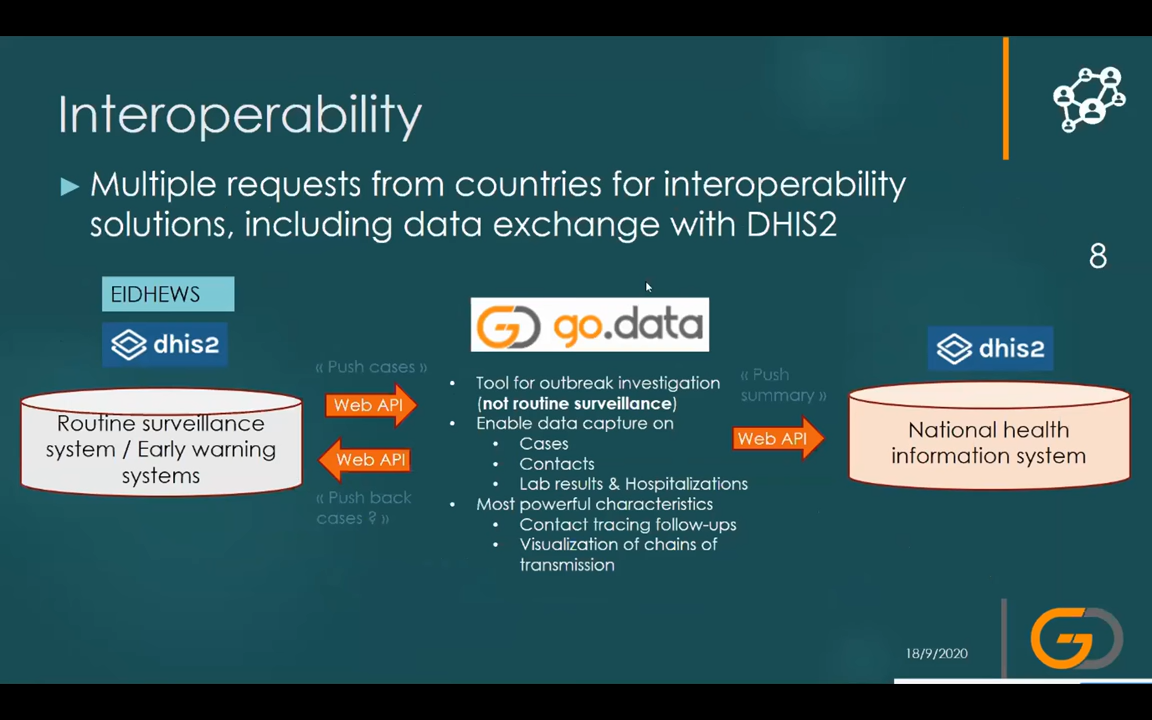 Interoperability
► Multiple requests from countries for interoperability
solutions, including data exchange with DHIS2
8
EIDHEWS
dhis2
Routine surveillance
system / Early warning
systems
« Push cases »
Web API
Web API
« Push back
cases ? »
go.data
• Tool for outbreak investigation
(not routine surveillance)
• Enable data capture on
• Cases
• Contacts
• Lab results & Hospitalizations
• Most powerful characteristics
• Contact tracing follow-ups
• Visualization of chains of
transmission
« Push
summary »
Web API
dhis2
National health
information system
18/9/2020